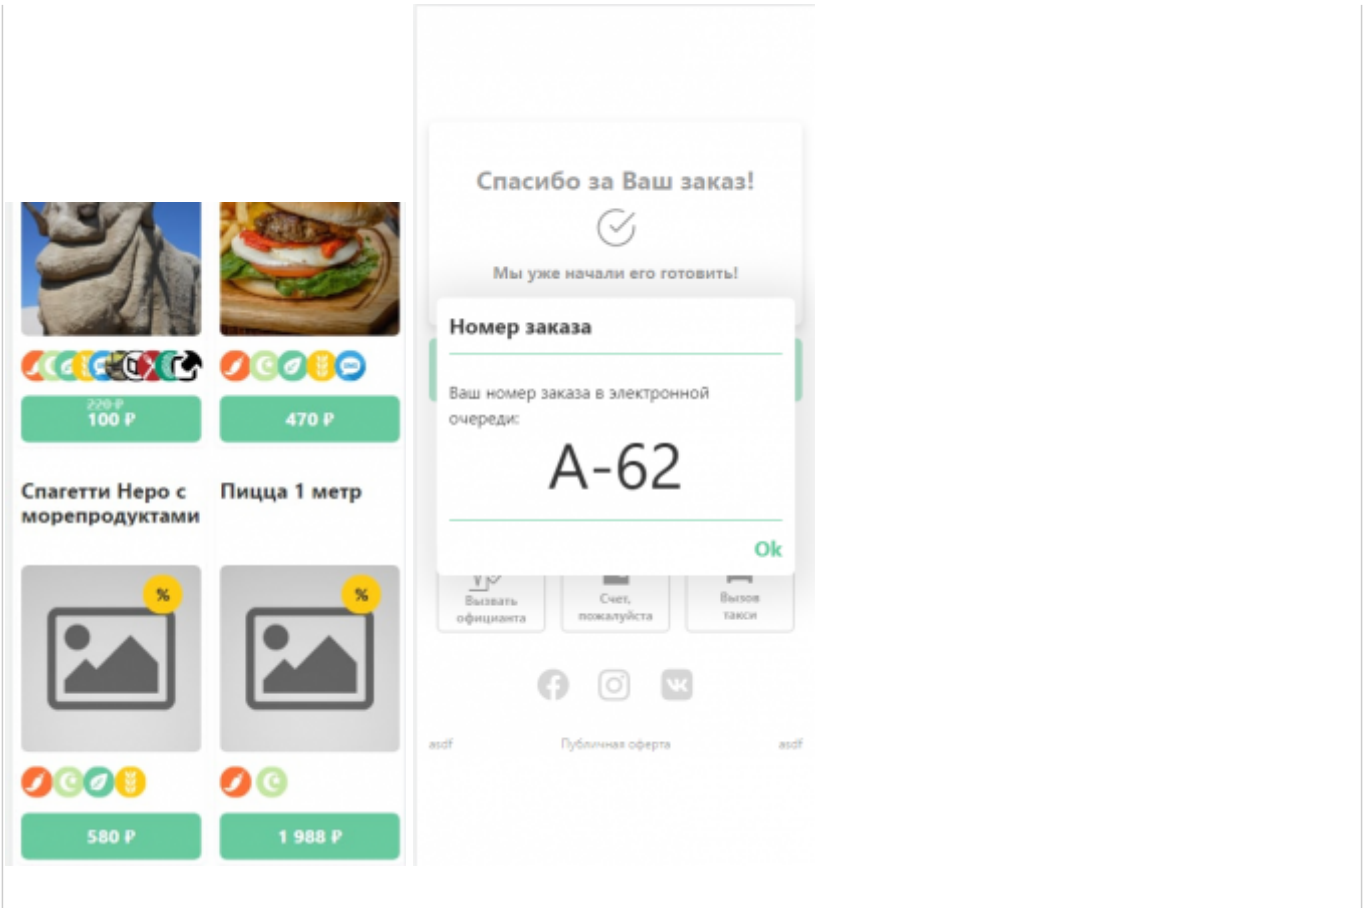 220 ₽
100 ₽
470 ₽
Спагетти Неро с
морепродуктами
Пицца 1 метр
%
%
580 ₽
1 988 ₽
Спасибо за Ваш заказ!
Мы уже начали его готовить!
Номер заказа
Ваш номер заказа в электронной
очереди:
A-62
Ok
Вызвать
официанта
Счет,
пожалуйста
Вызов
такси
asdf
Публичная оферта
asdf